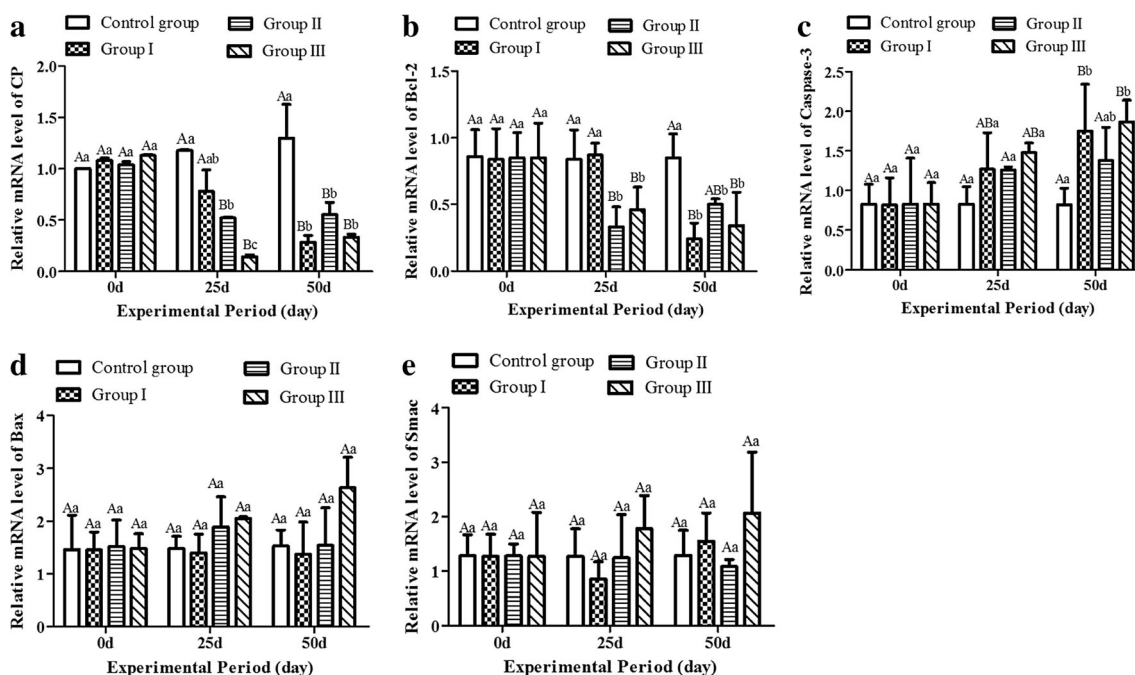 a
Control group
Group II
Group I
Group III
Relative mRNA level of CP
2.0
1.5
1.0
0.5
0.0
Aa
Aa
Aa
Aa
Aa
Aab
Bb
Bc
Aa
Bb
Bb
Bb
0d
25d
50d
Experimental Period (day)
b
Control group
Group II
Group I
Group III
Relative mRNA level of Bcl-2
1.5
1.0
0.5
0.0
Aa
Aa
Aa
Aa
Aa
Aa
Bb
Bb
Aa
Bb
ABb
Bb
0d
25d
50d
Experimental Period (day)
c
Control group
Group II
Group I
Group III
Relative mRNA level of Caspase-3
2.5
2.0
1.5
1.0
0.5
0.0
Aa
Aa
Aa
Aa
Aa
ABa
Aa
ABa
Aa
Bb
Aab
Bb
0d
25d
50d
Experimental Period (day)
d
Control group
Group II
Group I
Group III
Relative mRNA level of Bax
4
3
2
1
0
Aa
Aa
Aa
Aa
Aa
Aa
Aa
Aa
Aa
Aa
Aa
Aa
0d
25d
50d
Experimental Period (day)
e
Control group
Group II
Group I
Group III
Relative mRNA level of Smac
4
3
2
1
0
Aa
Aa
Aa
Aa
Aa
Aa
Aa
Aa
Aa
Aa
Aa
Aa
0d
25d
50d
Experimental Period (day)